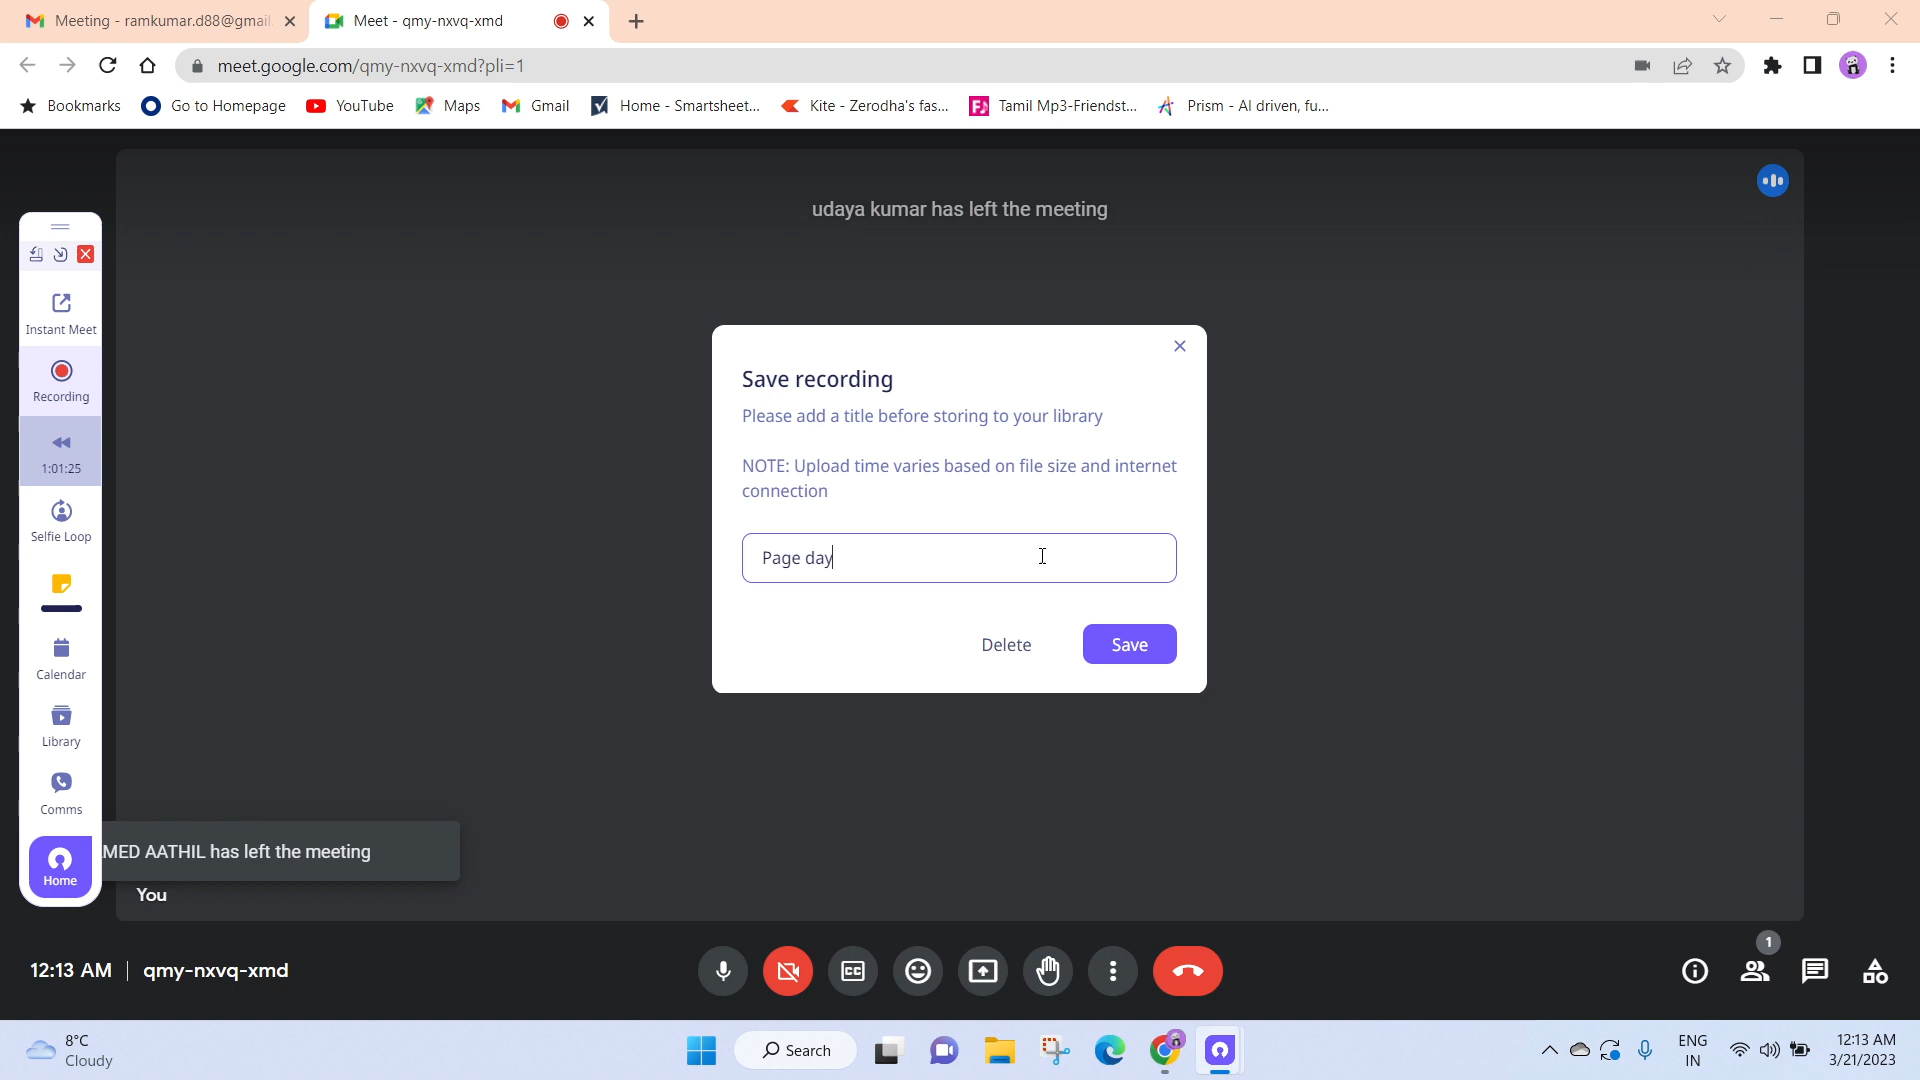 Meeting - ramkumar.d88@gmail
Meet - qmy-nxvq-xmd
meet.google.com/qmy-nxvq-xmd?pli=1
Bookmarks
Go to Homepage
YouTube
Maps
Gmail
Home - Smartsheet...
Kite - Zerodha's fas...
Tamil Mp3-Friendst...
Prism - AI driven, fu...
udaya kumar has left the meeting
Instant Meet
Recording
1:01:25
Selfie Loop
Calendar
Library
Comms
Home
Save recording
Please add a title before storing to your library
NOTE: Upload time varies based on file size and internet
connection
Page day
Delete
Save
MED AATHIL has left the meeting
You
12:13 AM | qmy-nxvq-xmd
CC
1
8°C
Cloudy
Search
ENG
IN
12:13 AM
3/21/2023